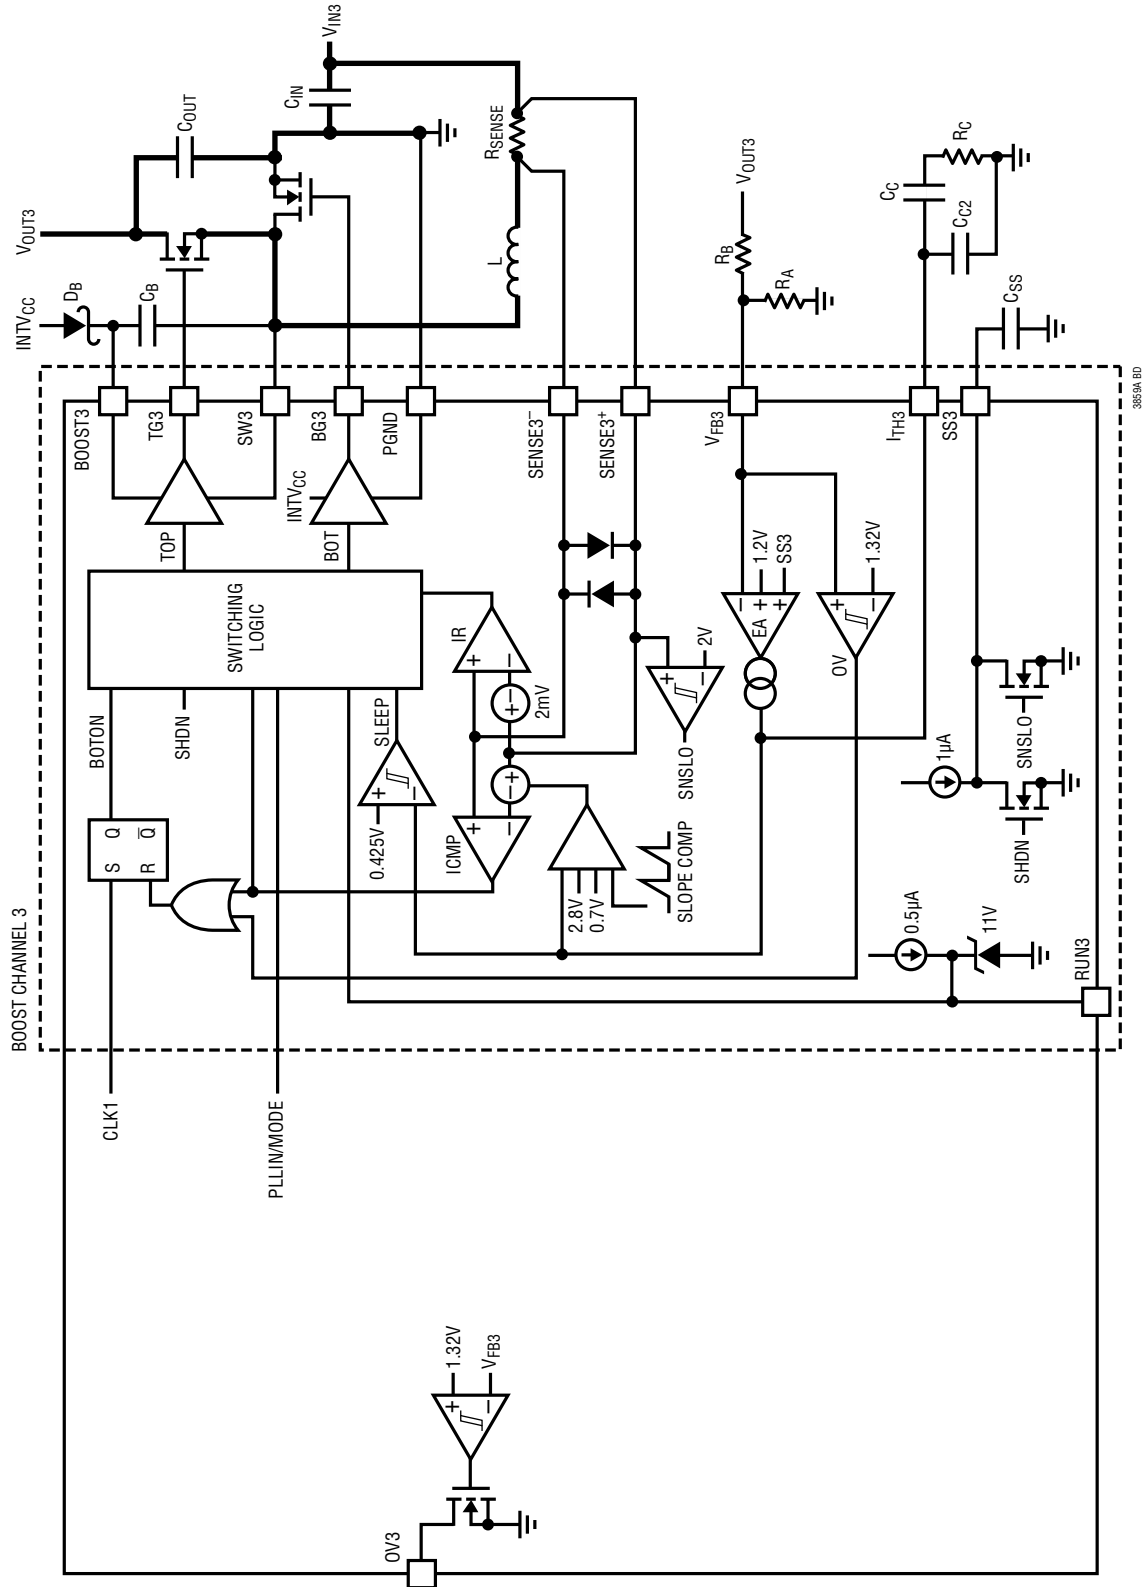 BOOST CHANNEL 3
CLK1
PLLIN/MODE
S Q
R Q̅
BOTON
SHDN
SWITCHING
LOGIC
SLEEP
0.425V
+
−
TOP
BOT
INTVCC
BOOST3
TG3
SW3
BG3
PGND
SENSE3−
SENSE3+
VFB3
ITH3
SS3
RUN3
INTVCC
DB
CB
VOUT3
COUT
CIN
VIN3
RSENSE
L
IR
+
−
− +
2mV
− +
ICMP
+
−
2.8V
0.7V
SLOPE COMP
SNSLO
+
−
2V
EA
−
+
+
1.2V
SS3
OV
+
−
1.32V
RB
VOUT3
RA
CC
RC
CC2
CSS
1µA
SHDN
SNSLO
0.5µA
11V
OV3
+
−
1.32V
VFB3
3859A BD